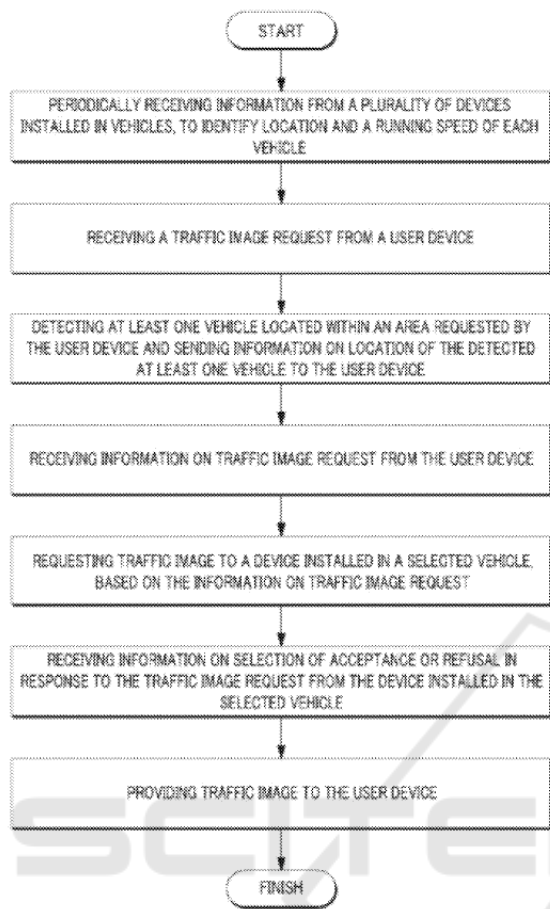 START
PERIODICALLY RECEIVING INFORMATION FROM A PLURALITY OF DEVICES
INSTALLED IN VEHICLES, TO IDENTIFY LOCATION AND A RUNNING SPEED OF EACH
VEHICLE
RECEIVING A TRAFFIC IMAGE REQUEST FROM A USER DEVICE
DETECTING AT LEAST ONE VEHICLE LOCATED WITHIN AN AREA REQUESTED BY
THE USER DEVICE AND SENDING INFORMATION ON LOCATION OF THE DETECTED
AT LEAST ONE VEHICLE TO THE USER DEVICE
RECEIVING INFORMATION ON TRAFFIC IMAGE REQUEST FROM THE USER DEVICE
REQUESTING TRAFFIC IMAGE TO A DEVICE INSTALLED IN A SELECTED VEHICLE,
BASED ON THE INFORMATION ON TRAFFIC IMAGE REQUEST
RECEIVING INFORMATION ON SELECTION OF ACCEPTANCE OR REFUSAL IN
RESPONSE TO THE TRAFFIC IMAGE REQUEST FROM THE DEVICE INSTALLED IN THE
SELECTED VEHICLE
PROVIDING TRAFFIC IMAGE TO THE USER DEVICE
SCITE
FINISH